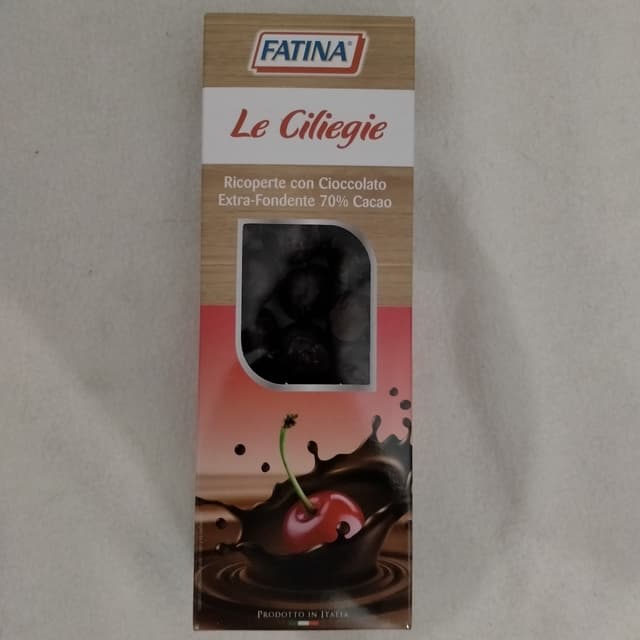 FATINA®
Le Ciliegie
Ricoperte con Cioccolato
Extra-Fondente 70% Cacao
PRODOTTO IN ITALIA